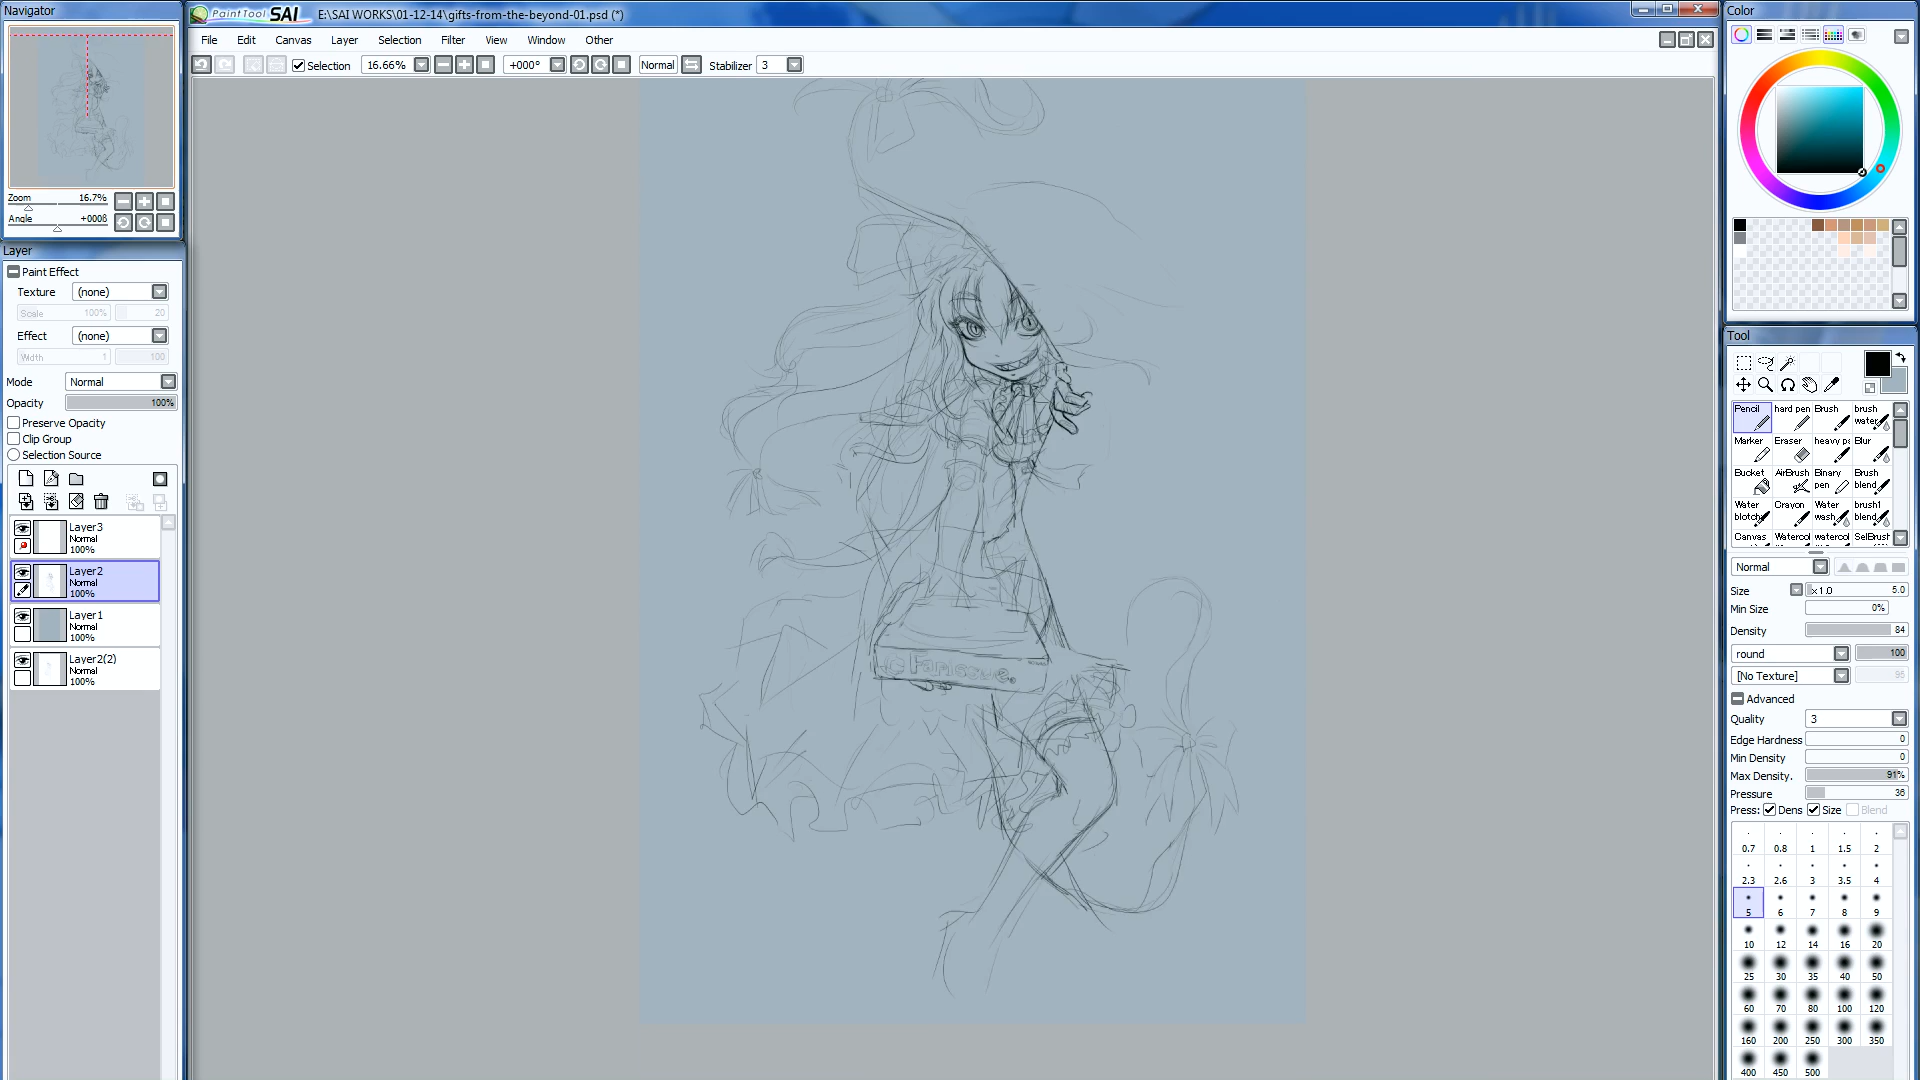 Navigator
Zoom 16.7%
Angle +000ß
PaintTool SAI E:\SAI WORKS\01-12-14\gifts-from-the-beyond-01.psd (*)
File Edit Canvas Layer Selection Filter View Window Other
Selection 16.66% +000° Normal Stabilizer 3
Layer
Paint Effect
Texture (none)
Scale 100% 20
Effect (none)
Width 1 100
Mode Normal
Opacity 100%
Preserve Opacity
Clip Group
Selection Source
Layer3
Normal
100%
Layer2
Normal
100%
Layer1
Normal
100%
Layer2(2)
Normal
100%
Color
Tool
Pencil hard pen Brush brush water
Marker Eraser heavy p Blur
Bucket AirBrush Binary pen Brush blend
Water blotch Crayon Water wash brush1 blend
Canvas Watercol watercol SelBrush
Normal
Size x 1.0 5.0
Min Size 0%
Density 84
round 100
[No Texture] 95
Advanced
Quality 3
Edge Hardness 0
Min Density 0
Max Density. 91%
Pressure 36
Press: Dens Size Blend
0.7 0.8 1 1.5 2
2.3 2.6 3 3.5 4
5 6 7 8 9
10 12 14 16 20
25 30 35 40 50
60 70 80 100 120
160 200 250 300 350
400 450 500